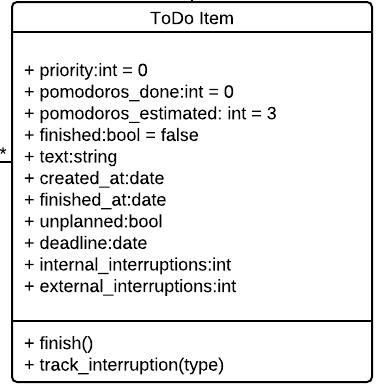 ToDo Item
+ priority:int = 0
+ pomodoros_done:int = 0
+ pomodoros_estimated: int = 3
+ finished:bool = false
+ text:string
+ created_at:date
+ finished_at:date
+ unplanned:bool
+ deadline:date
+ internal_interruptions:int
+ external_interruptions:int
+ finish()
+ track_interruption(type)
*